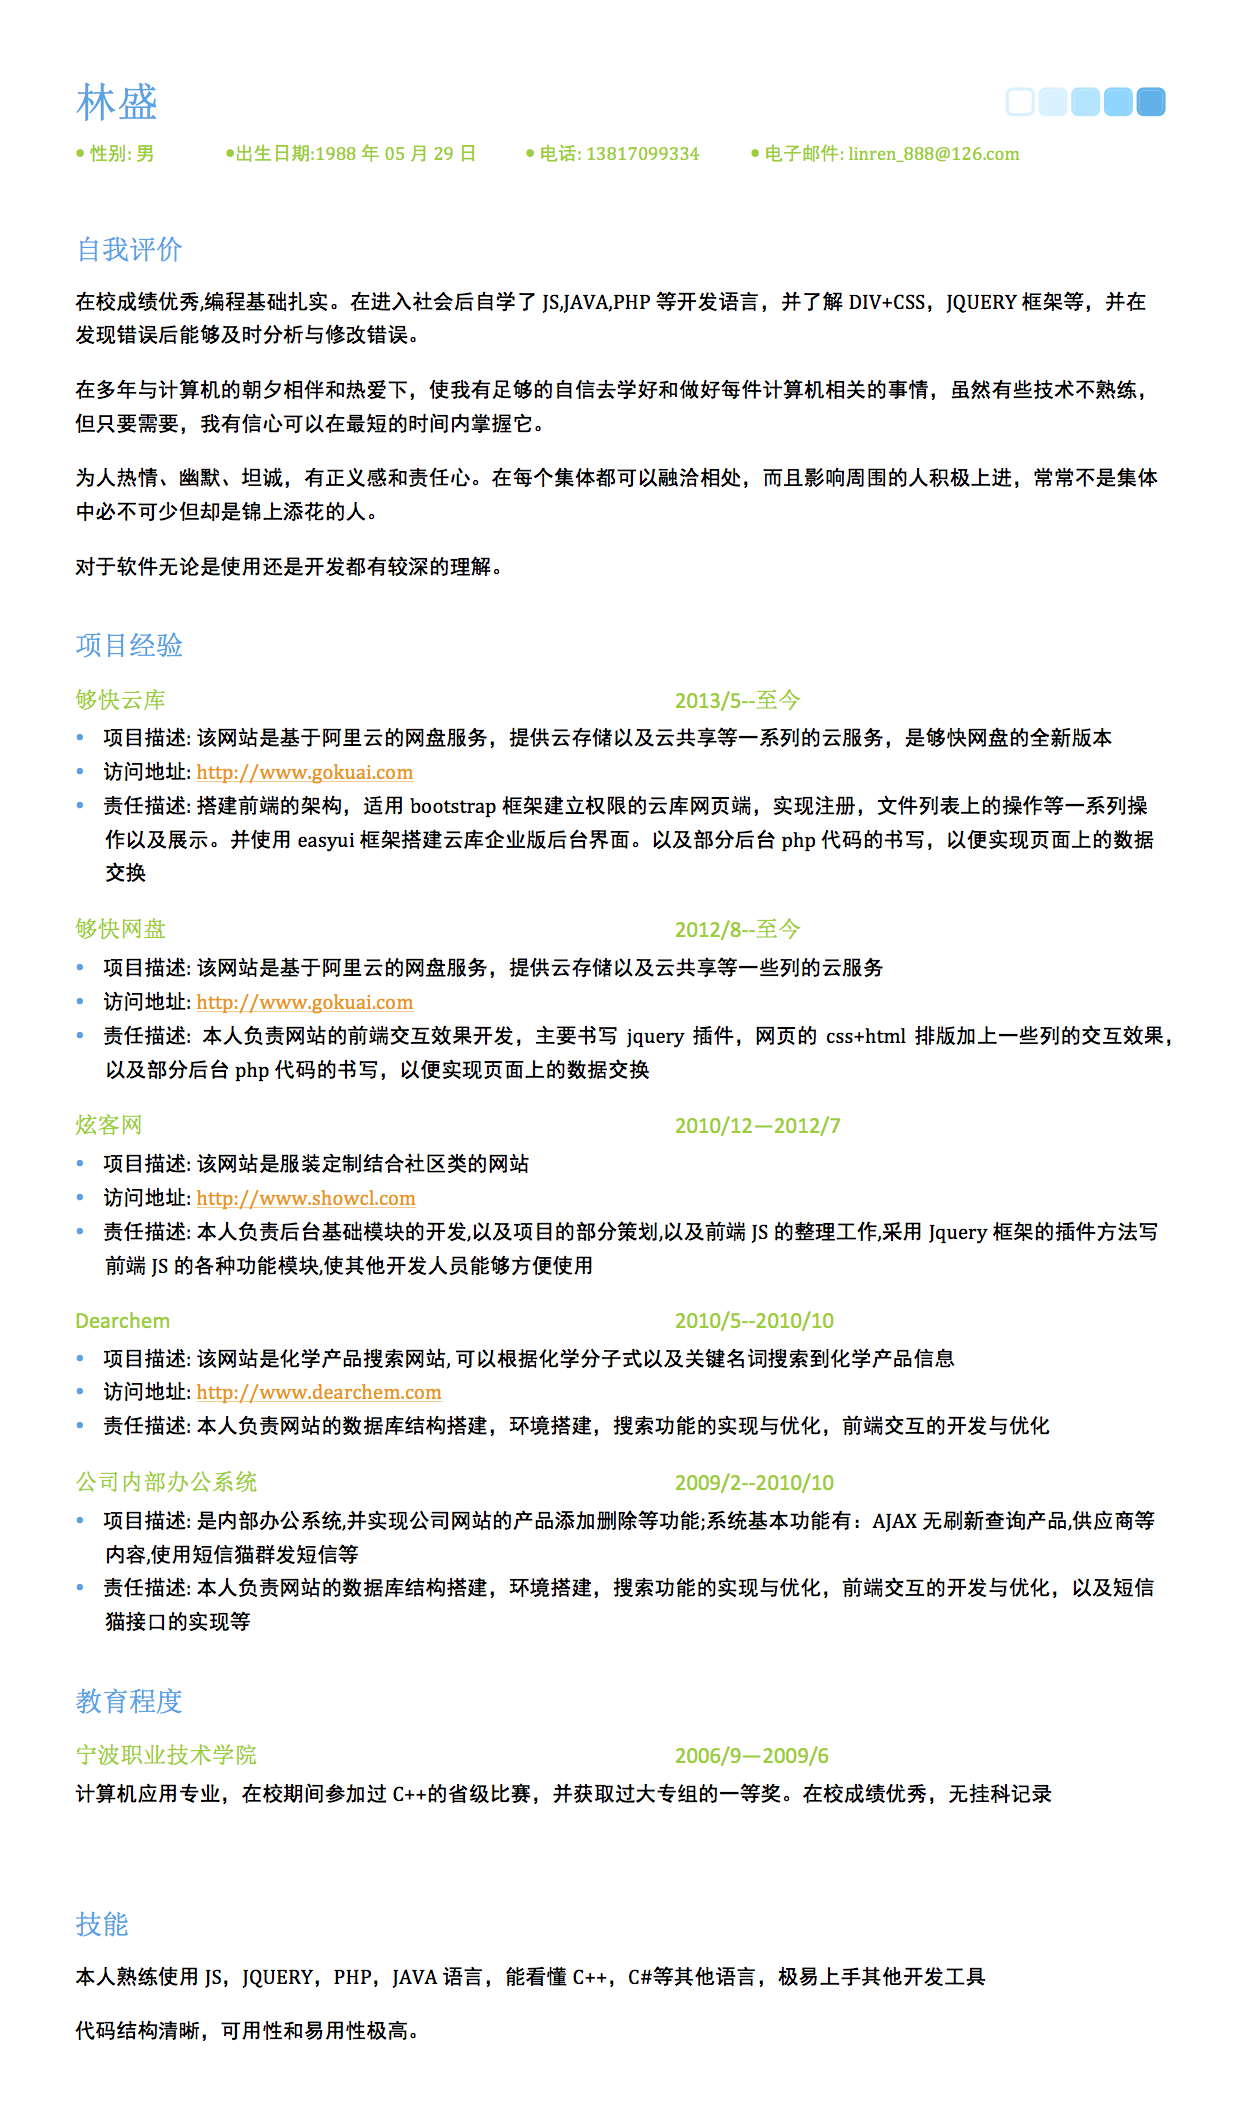 林盛
• 性别: 男 •出生日期:1988 年 05 月 29 日 • 电话: 13817099334 • 电子邮件: linren_888@126.com
自我评价
在校成绩优秀,编程基础扎实。在进入社会后自学了 JS,JAVA,PHP 等开发语言，并了解 DIV+CSS，JQUERY 框架等，并在
发现错误后能够及时分析与修改错误。
在多年与计算机的朝夕相伴和热爱下，使我有足够的自信去学好和做好每件计算机相关的事情，虽然有些技术不熟练，
但只要需要，我有信心可以在最短的时间内掌握它。
为人热情、幽默、坦诚，有正义感和责任心。在每个集体都可以融洽相处，而且影响周围的人积极上进，常常不是集体
中必不可少但却是锦上添花的人。
对于软件无论是使用还是开发都有较深的理解。
项目经验
够快云库 2013/5--至今
• 项目描述: 该网站是基于阿里云的网盘服务，提供云存储以及云共享等一系列的云服务，是够快网盘的全新版本
• 访问地址: http://www.gokuai.com
• 责任描述: 搭建前端的架构，适用 bootstrap 框架建立权限的云库网页端，实现注册，文件列表上的操作等一系列操
作以及展示。并使用 easyui 框架搭建云库企业版后台界面。以及部分后台 php 代码的书写，以便实现页面上的数据
交换
够快网盘 2012/8--至今
• 项目描述: 该网站是基于阿里云的网盘服务，提供云存储以及云共享等一些列的云服务
• 访问地址: http://www.gokuai.com
• 责任描述: 本人负责网站的前端交互效果开发，主要书写 jquery 插件，网页的 css+html 排版加上一些列的交互效果，
以及部分后台 php 代码的书写，以便实现页面上的数据交换
炫客网 2010/12—2012/7
• 项目描述: 该网站是服装定制结合社区类的网站
• 访问地址: http://www.showcl.com
• 责任描述: 本人负责后台基础模块的开发,以及项目的部分策划,以及前端 JS 的整理工作,采用 Jquery 框架的插件方法写
前端 JS 的各种功能模块,使其他开发人员能够方便使用
Dearchem 2010/5--2010/10
• 项目描述: 该网站是化学产品搜索网站, 可以根据化学分子式以及关键名词搜索到化学产品信息
• 访问地址: http://www.dearchem.com
• 责任描述: 本人负责网站的数据库结构搭建，环境搭建，搜索功能的实现与优化，前端交互的开发与优化
公司内部办公系统 2009/2--2010/10
• 项目描述: 是内部办公系统,并实现公司网站的产品添加删除等功能;系统基本功能有：AJAX 无刷新查询产品,供应商等
内容,使用短信猫群发短信等
• 责任描述: 本人负责网站的数据库结构搭建，环境搭建，搜索功能的实现与优化，前端交互的开发与优化，以及短信
猫接口的实现等
教育程度
宁波职业技术学院 2006/9—2009/6
计算机应用专业，在校期间参加过 C++的省级比赛，并获取过大专组的一等奖。在校成绩优秀，无挂科记录
技能
本人熟练使用 JS，JQUERY，PHP，JAVA 语言，能看懂 C++，C#等其他语言，极易上手其他开发工具
代码结构清晰，可用性和易用性极高。